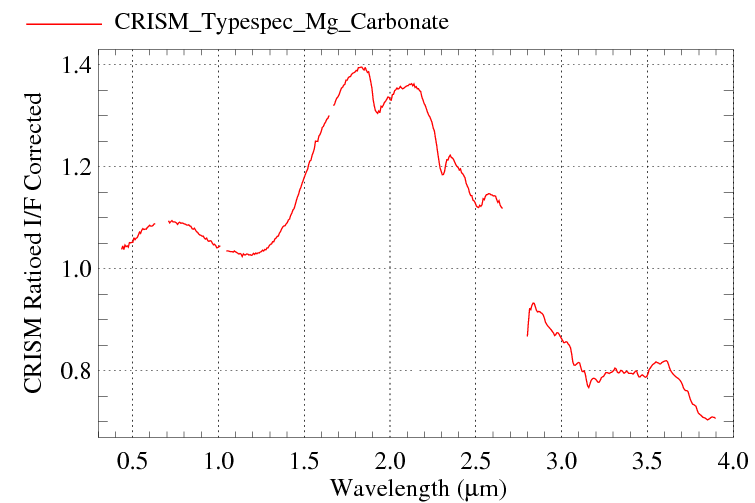 CRISM_Typespec_Mg_Carbonate
1.4
1.2
1.0
0.8
CRISM Ratioed I/F Corrected
0.5 1.0 1.5 2.0 2.5 3.0 3.5 4.0
Wavelength (μm)